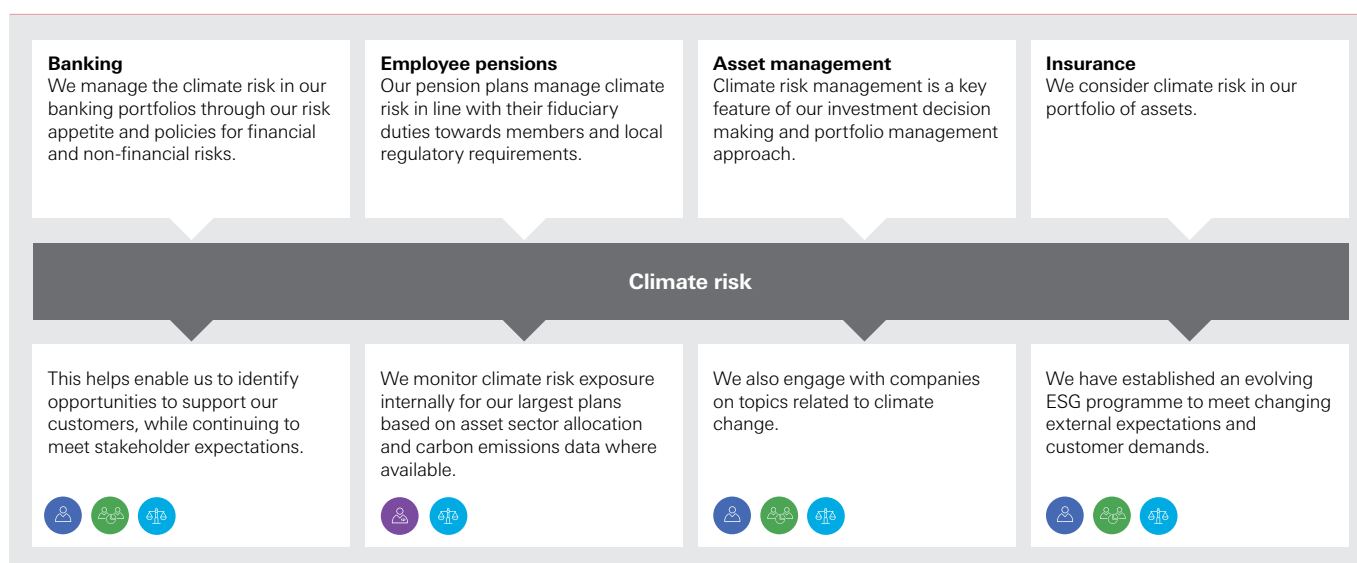 Banking
We manage the climate risk in our
banking portfolios through our risk
appetite and policies for financial
and non-financial risks.
Employee pensions
Our pension plans manage climate
risk in line with their fiduciary
duties towards members and local
regulatory requirements.
Asset management
Climate risk management is a key
feature of our investment decision
making and portfolio management
approach.
Insurance
We consider climate risk in our
portfolio of assets.
Climate risk
This helps enable us to identify
opportunities to support our
customers, while continuing to
meet stakeholder expectations.
We monitor climate risk exposure
internally for our largest plans
based on asset sector allocation
and carbon emissions data where
available.
We also engage with companies
on topics related to climate
change.
We have established an evolving
ESG programme to meet changing
external expectations and
customer demands.